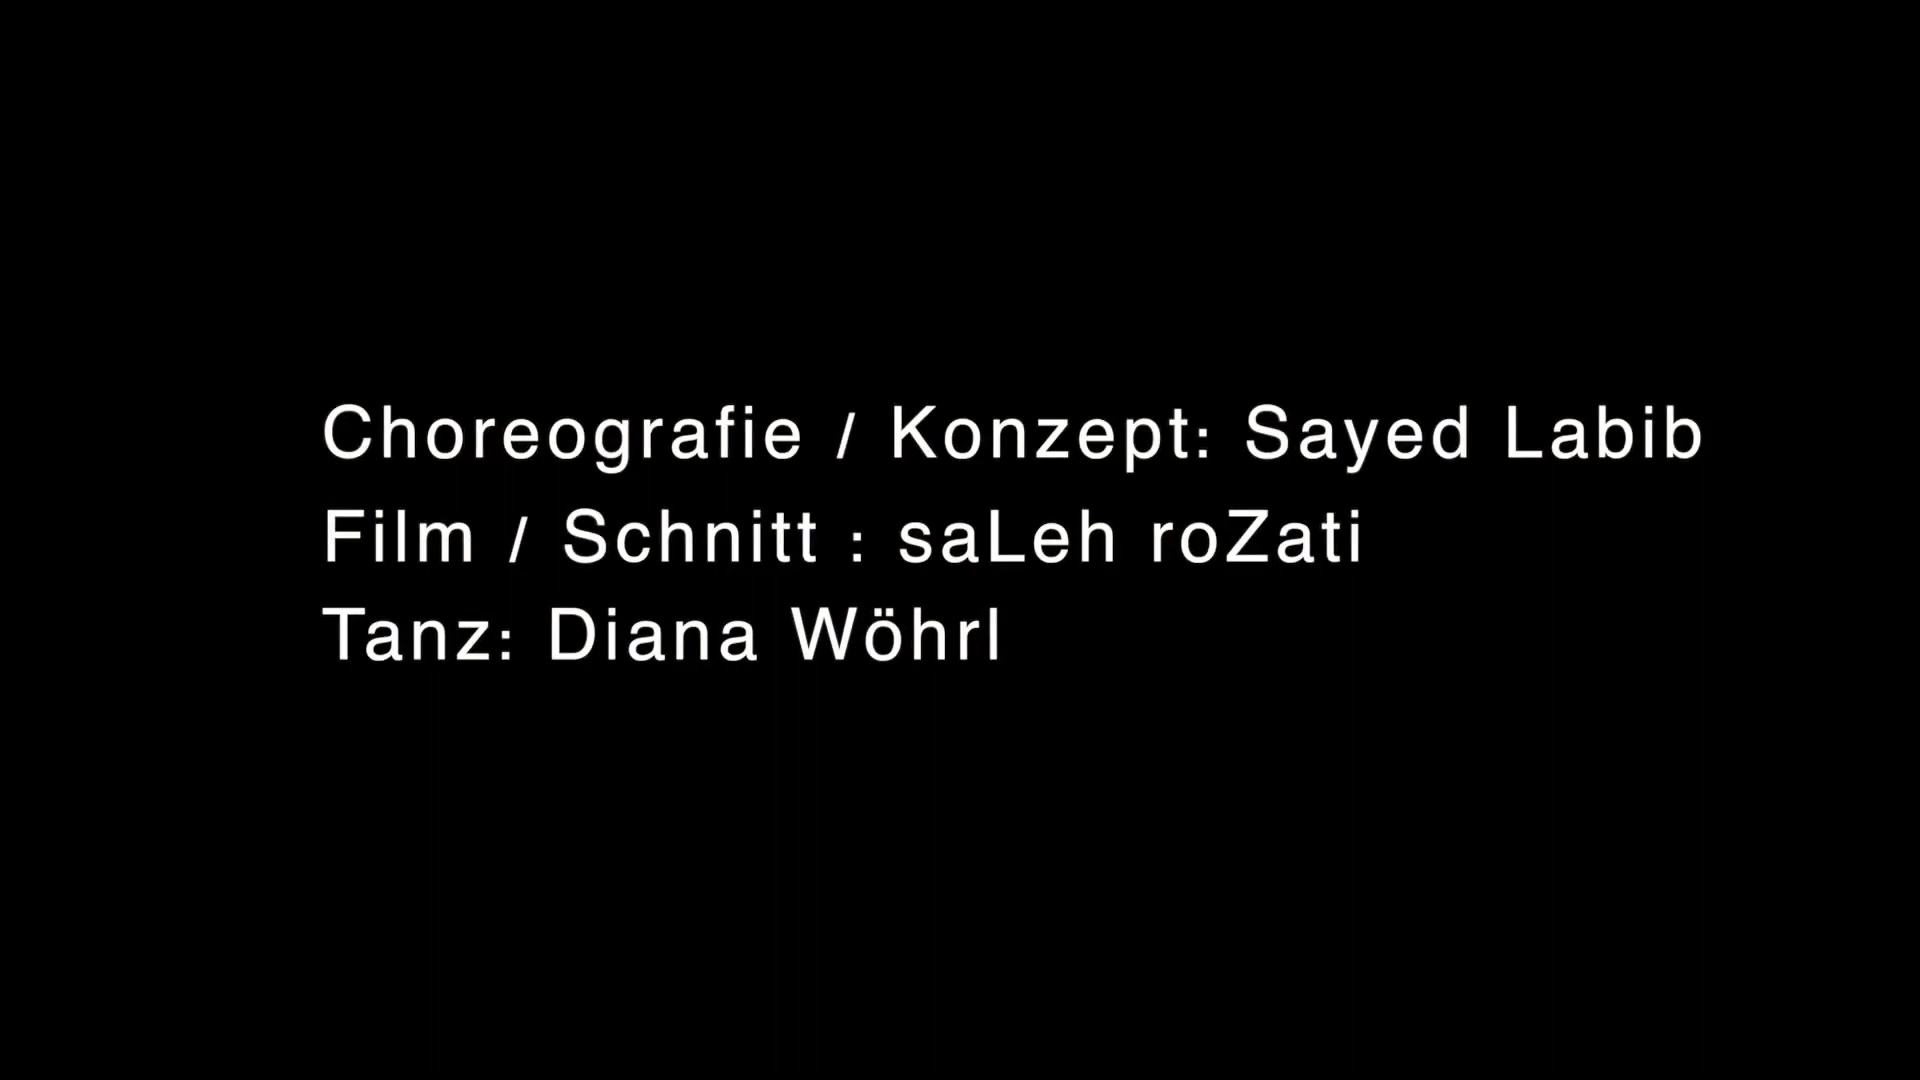 Choreografie / Konzept: Sayed Labib
Film / Schnitt : saLeh roZati
Tanz: Diana Wöhrl